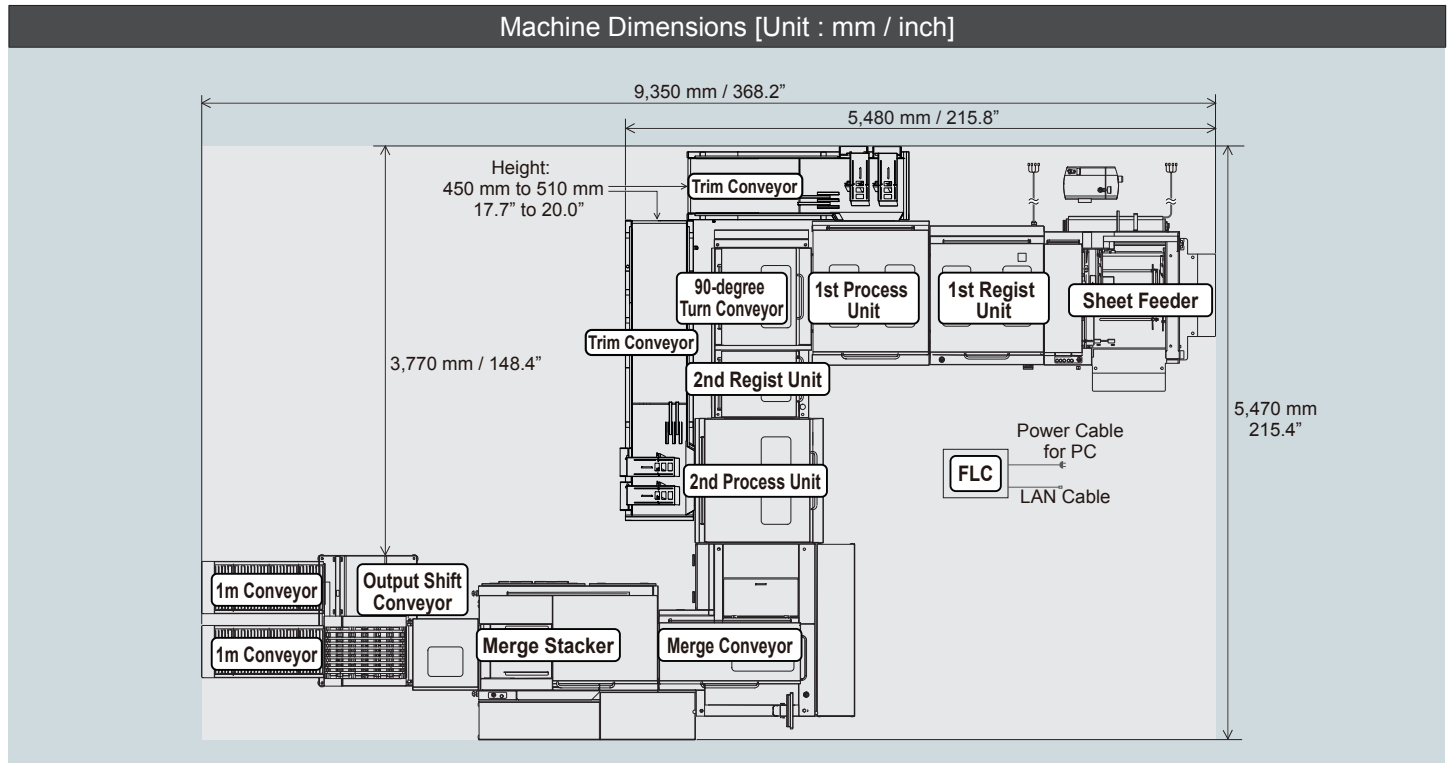 Machine Dimensions [Unit : mm / inch]
9,350 mm / 368.2”
5,480 mm / 215.8”
Height:
450 mm to 510 mm
17.7” to 20.0”
Trim Conveyor
90-degree
Turn Conveyor
1st Process
Unit
1st Regist
Unit
Sheet Feeder
Trim Conveyor
3,770 mm / 148.4”
2nd Regist Unit
5,470 mm
215.4”
Power Cable
for PC
FLC
LAN Cable
2nd Process Unit
1m Conveyor
Output Shift
Conveyor
1m Conveyor
Merge Stacker
Merge Conveyor